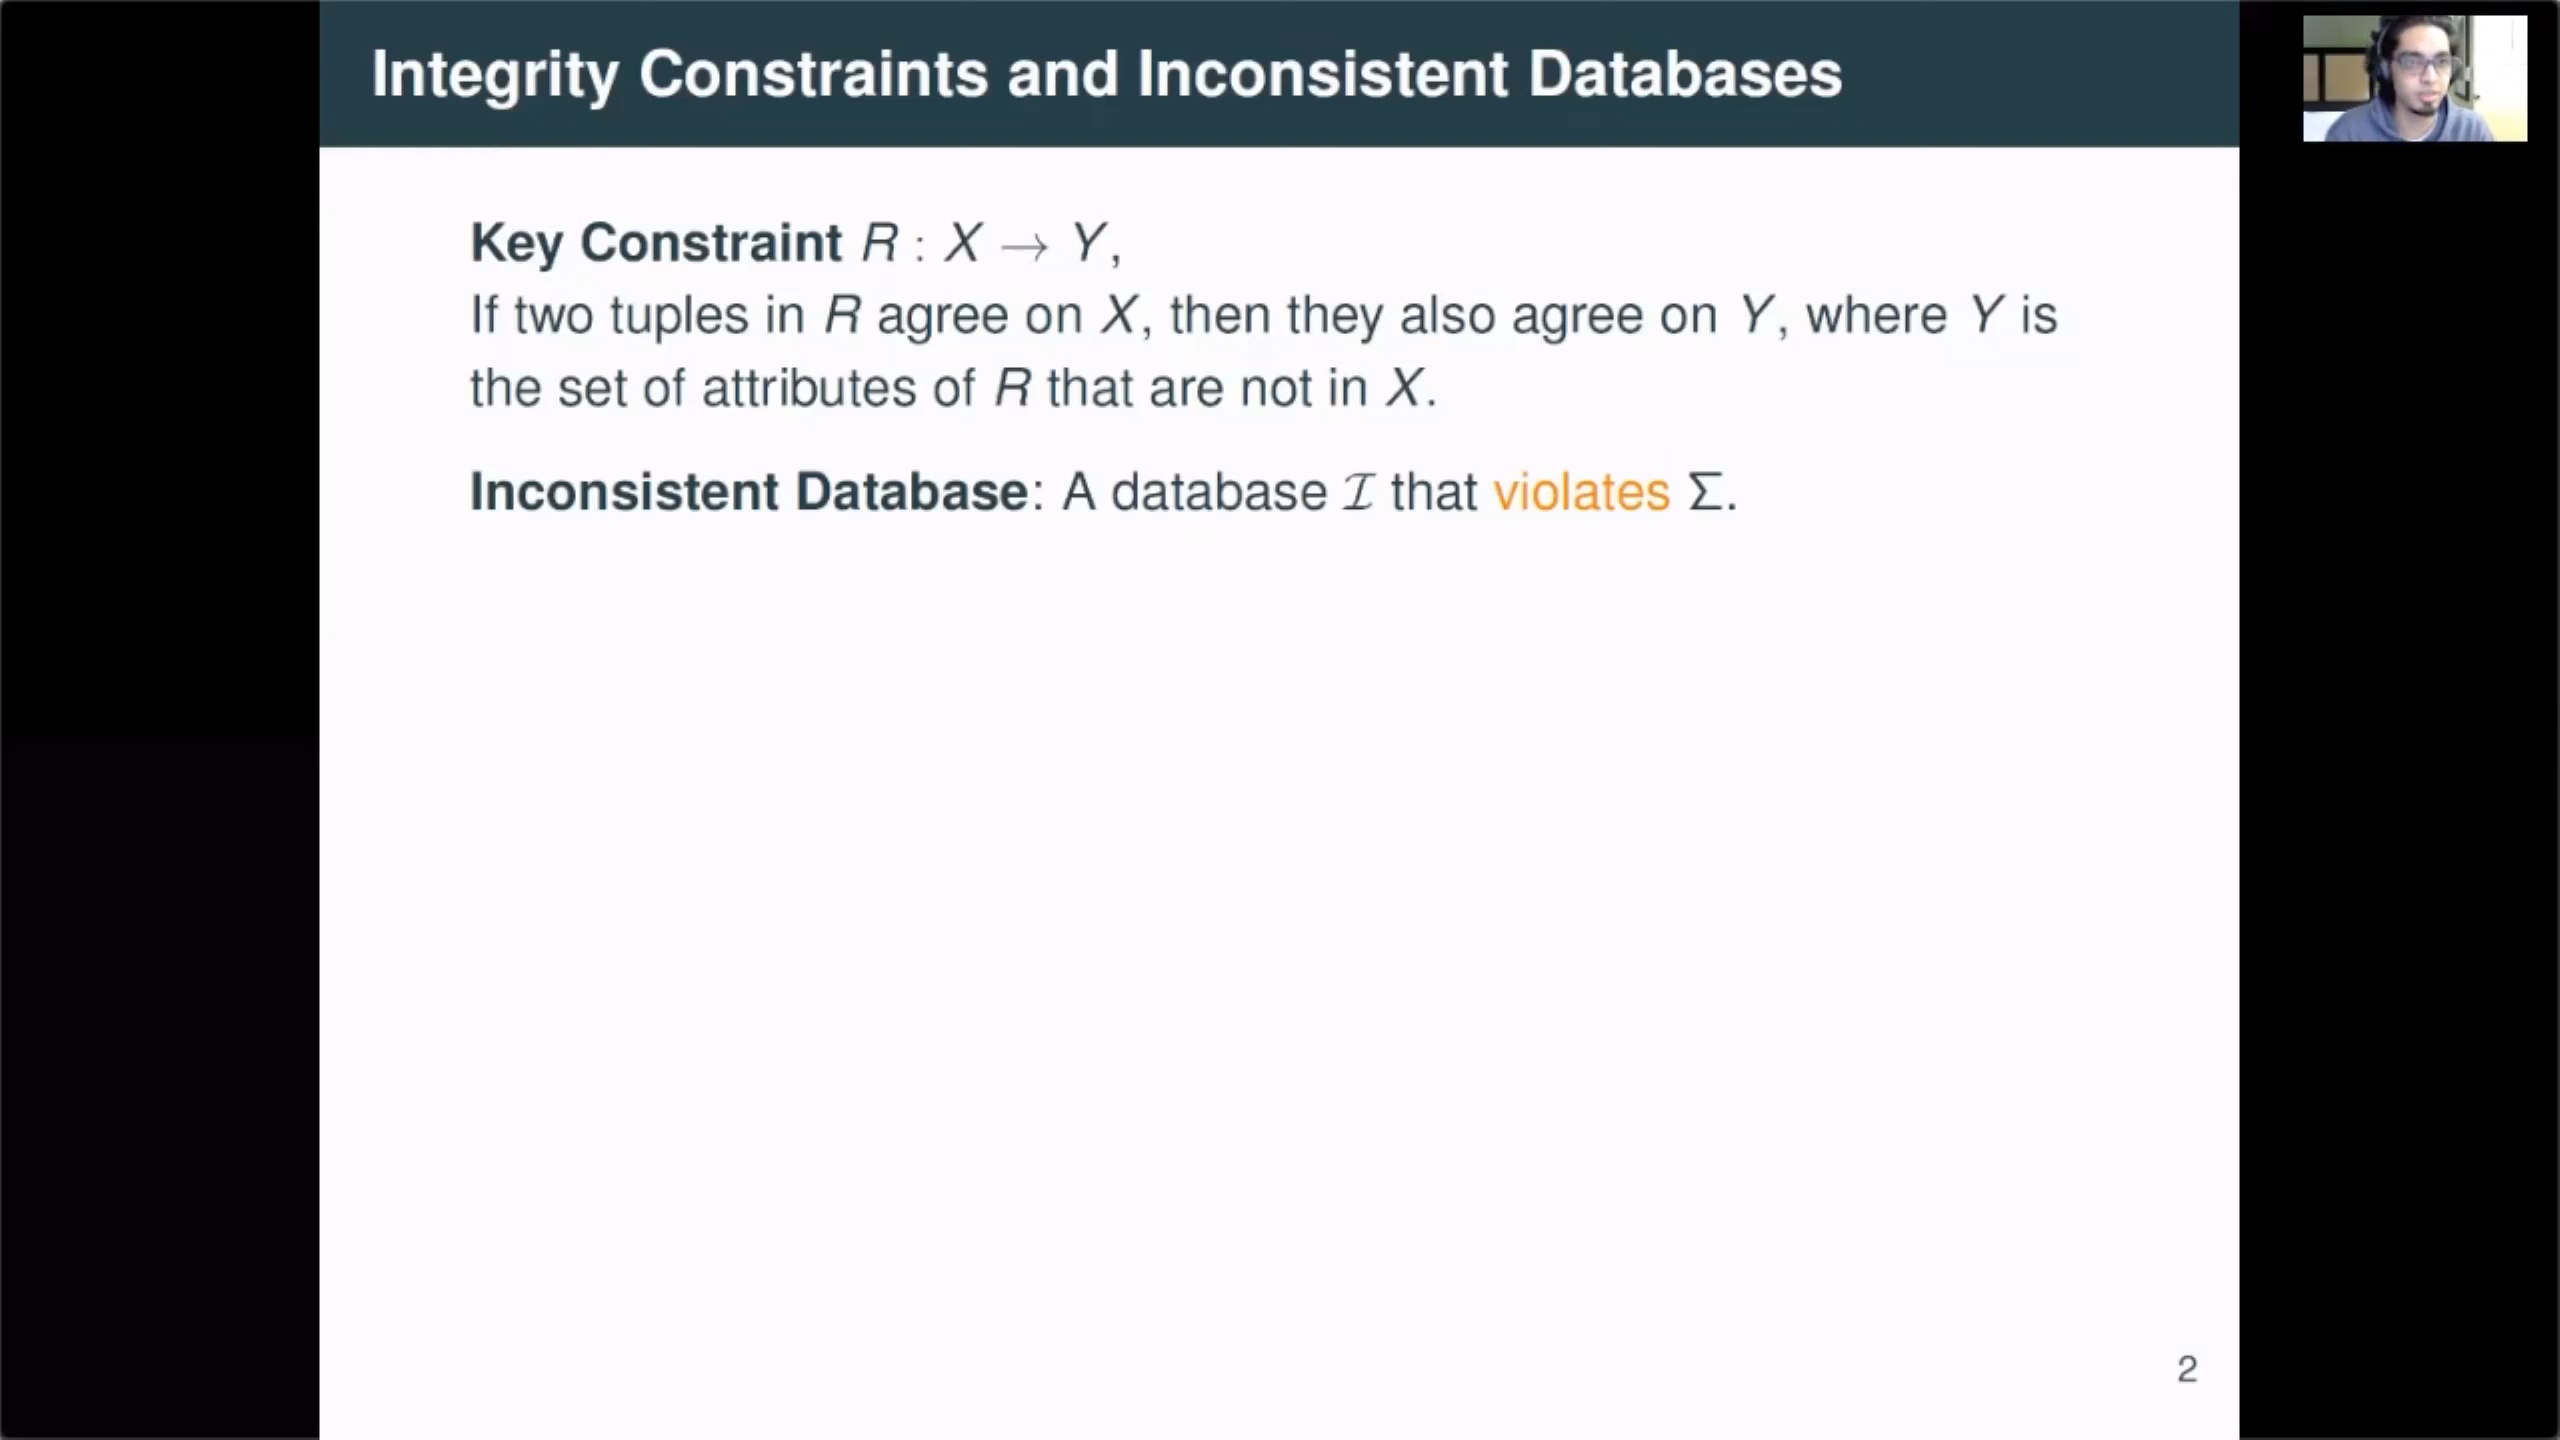 Integrity Constraints and Inconsistent Databases
Key Constraint R : X → Y,
If two tuples in R agree on X, then they also agree on Y, where Y is
the set of attributes of R that are not in X.
Inconsistent Database: A database ℐ that violates Σ.
2